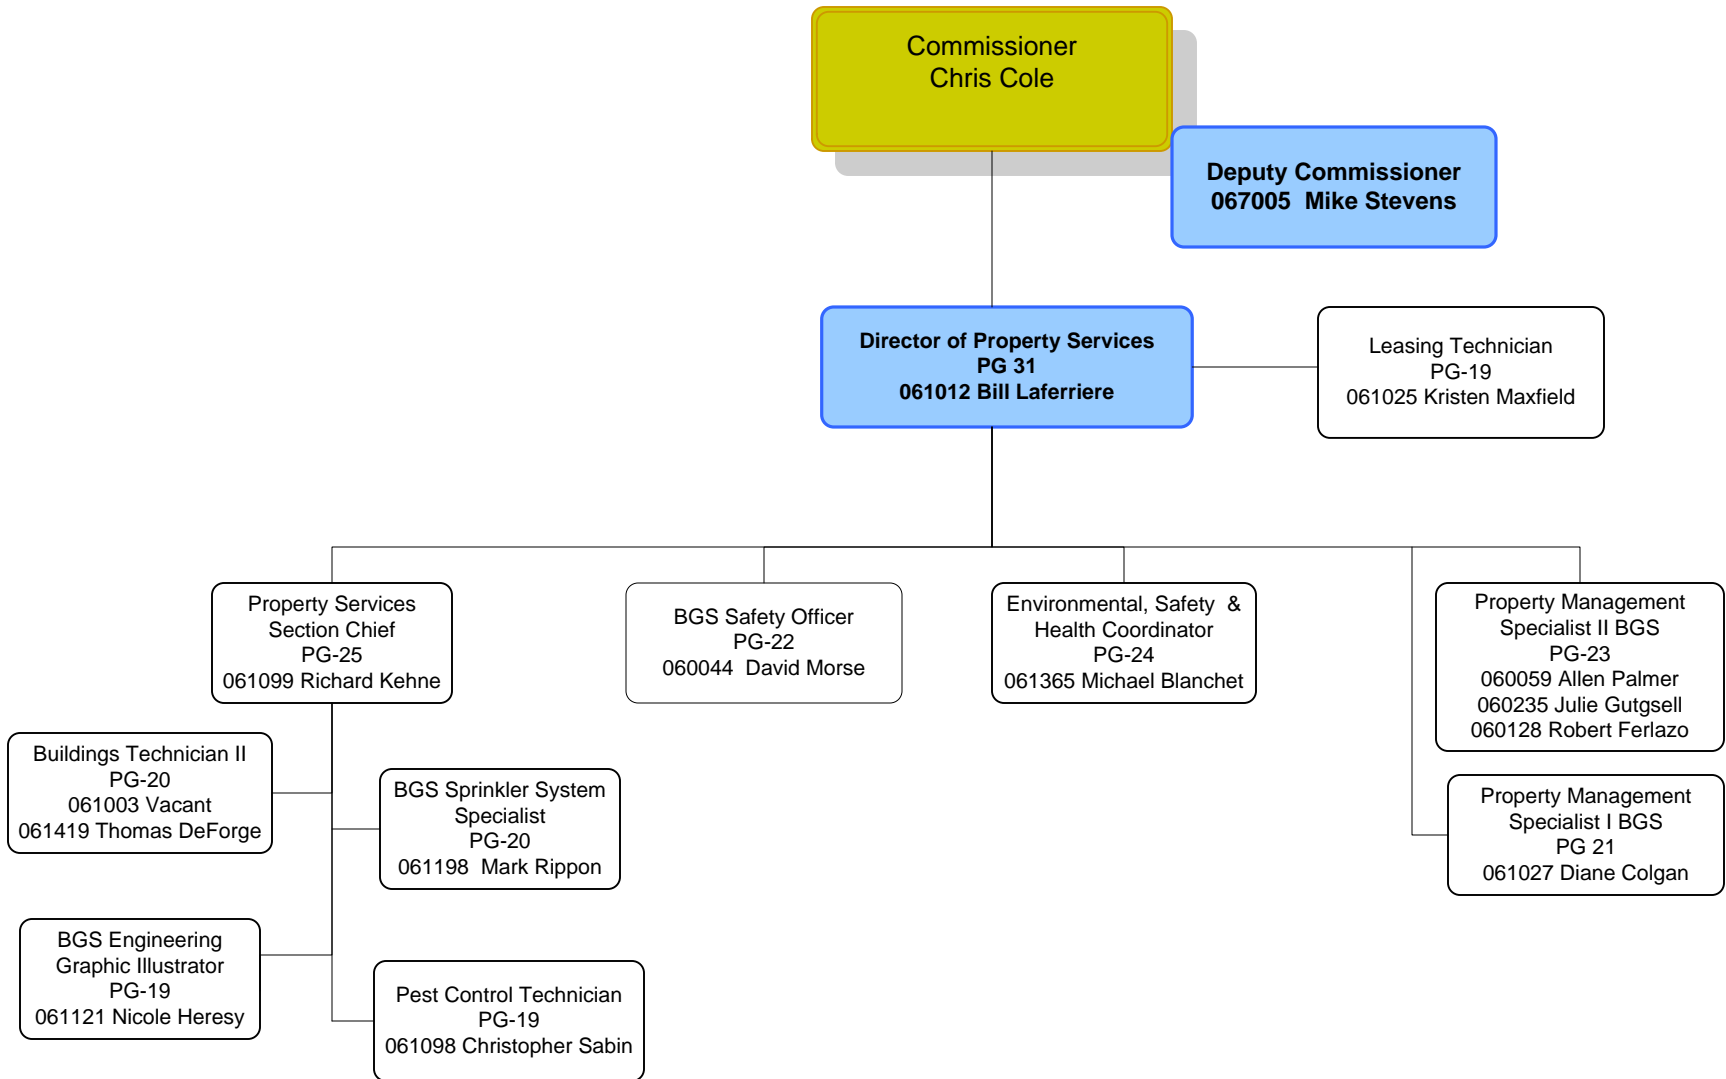 Commissioner
Chris Cole
Deputy Commissioner
067005  Mike Stevens
Director of Property Services
PG 31
061012 Bill Laferriere
Leasing Technician
PG-19
061025 Kristen Maxfield
Property Services
Section Chief
PG-25
061099 Richard Kehne
BGS Safety Officer
PG-22
060044  David Morse
Environmental, Safety  &
Health Coordinator
PG-24
061365 Michael Blanchet
Property Management
Specialist II BGS
PG-23
060059 Allen Palmer
060235 Julie Gutgsell
060128 Robert Ferlazo
Buildings Technician II
PG-20
061003 Vacant
061419 Thomas DeForge
BGS Sprinkler System
Specialist
PG-20
061198  Mark Rippon
Property Management
Specialist I BGS
PG 21
061027 Diane Colgan
BGS Engineering
Graphic Illustrator
PG-19
061121 Nicole Heresy
Pest Control Technician
PG-19
061098 Christopher Sabin